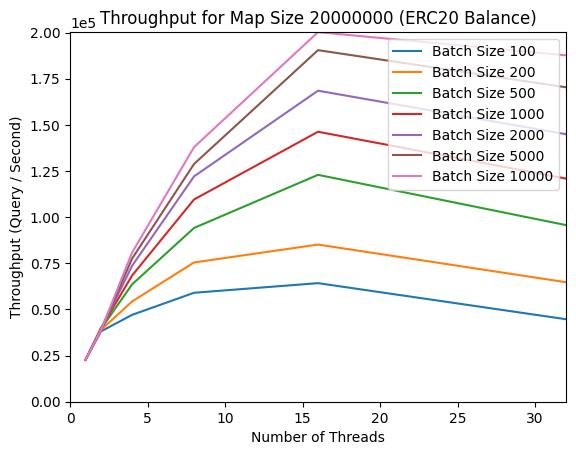 1e5
Throughput for Map Size 20000000 (ERC20 Balance)
Throughput (Query / Second)
2.00
1.75
1.50
1.25
1.00
0.75
0.50
0.25
0.00
Batch Size 100
Batch Size 200
Batch Size 500
Batch Size 1000
Batch Size 2000
Batch Size 5000
Batch Size 10000
0 5 10 15 20 25 30
Number of Threads